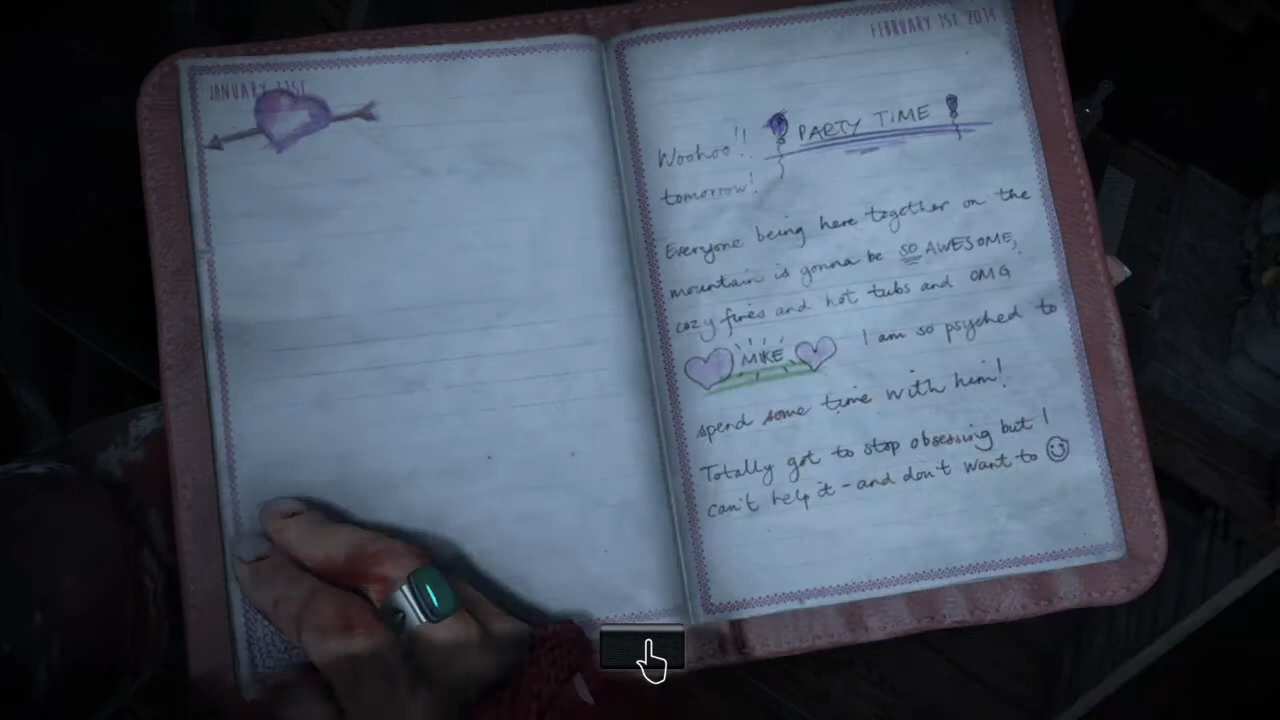 JANUARY 31ST
FEBRUARY 1ST 2014
Woohoo!! PARTY TIME
tomorrow!
Everyone being here together on the
mountain is gonna be SO AWESOME,
cozy fires and hot tubs and OMG
MIKE I am so psyched to
spend some time with him!
Totally got to stop obsessing but I
can't help it - and don't want to ☺